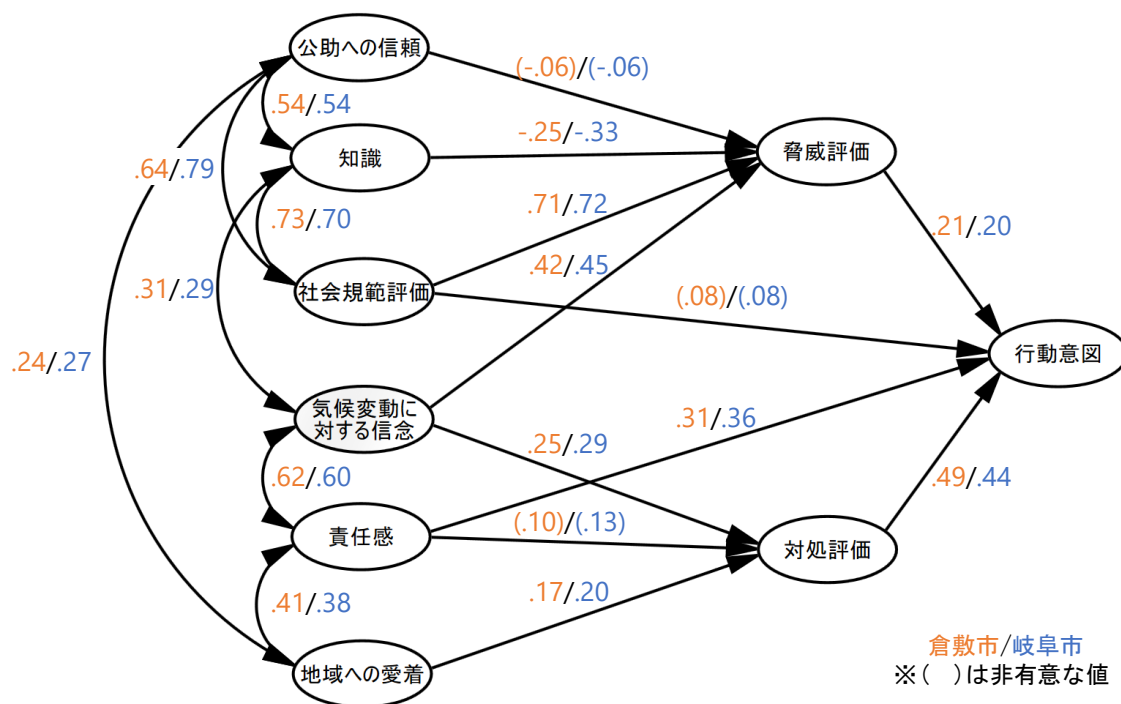 公助への信頼
(-.06)/(-.06)
.54/.54
-.25/-.33
知識
脅威評価
.64/.79
.71/.72
.73/.70
.21/.20
.42/.45
.31/.29
社会規範評価
(.08)/(.08)
行動意図
.24/.27
気候変動に
対する信念
.31/.36
.25/.29
.62/.60
.49/.44
(.10)/(.13)
責任感
対処評価
.17/.20
.41/.38
倉敷市/岐阜市
地域への愛着
※(　)は非有意な値